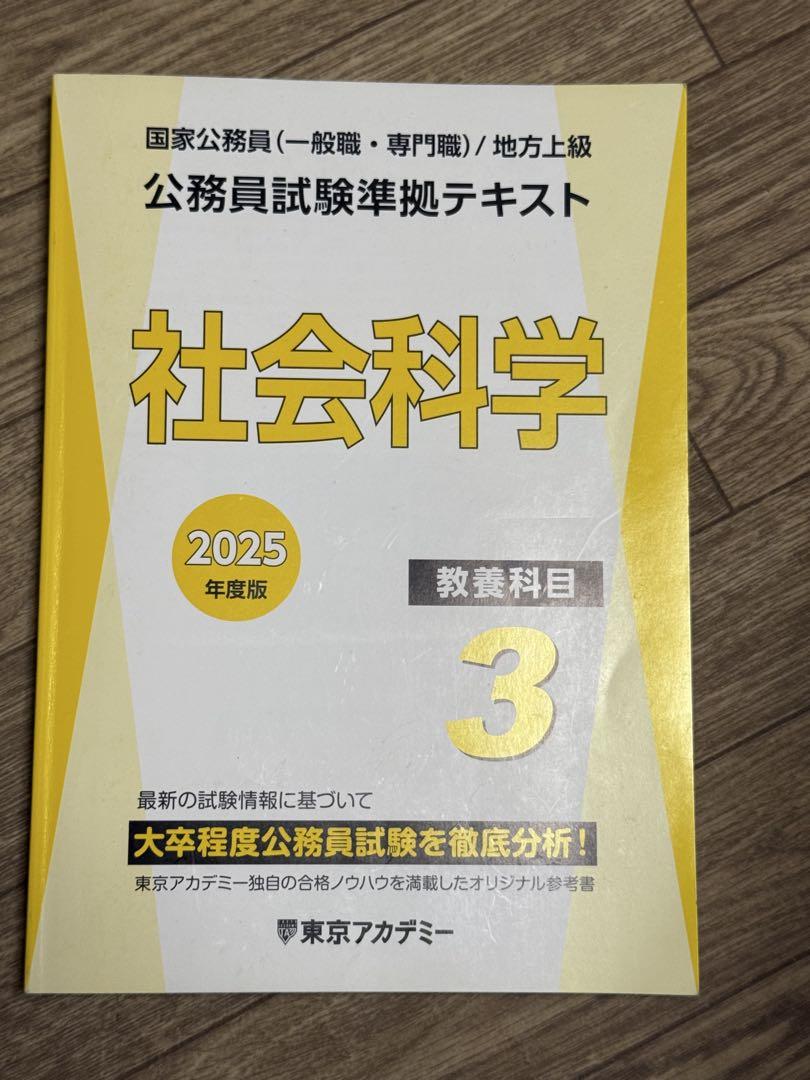 国家公務員(一般職・専門職)/地方上級
公務員試験準拠テキスト
社会科学
2025
年度版
教養科目
3
最新の試験情報に基づいて
大卒程度公務員試験を徹底分析!
東京アカデミー独自の合格ノウハウを満載したオリジナル参考書
東京アカデミー